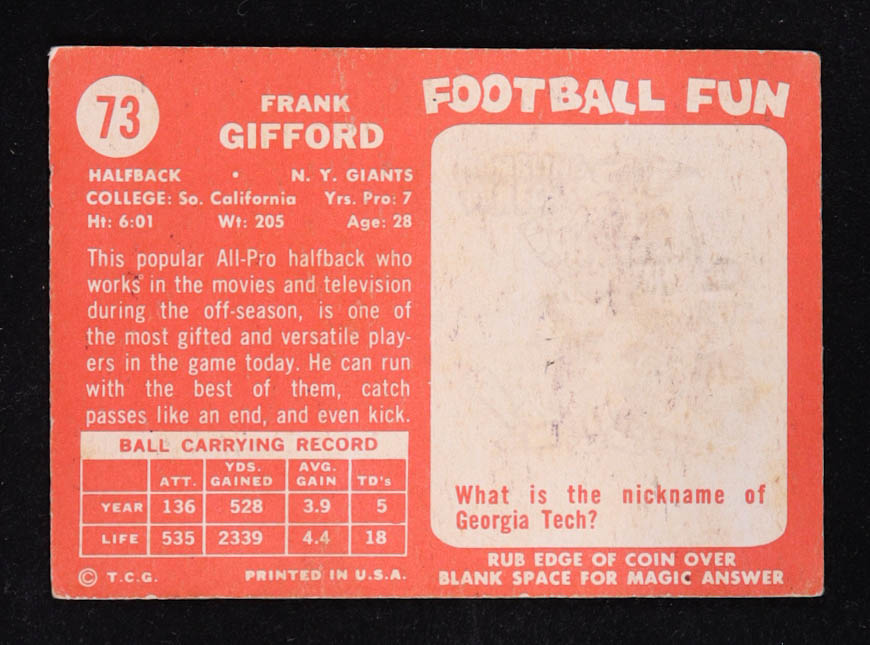 73
FRANK
GIFFORD
HALFBACK • N. Y. GIANTS
COLLEGE: So. California Yrs. Pro: 7
Ht: 6:01 Wt: 205 Age: 28
This popular All-Pro halfback who
works in the movies and television
during the off-season, is one of
the most gifted and versatile play-
ers in the game today. He can run
with the best of them, catch
passes like an end, and even kick.
BALL CARRYING RECORD
ATT. YDS. GAINED AVG. GAIN TD's
YEAR 136 528 3.9 5
LIFE 535 2339 4.4 18
© T.C.G. PRINTED IN U.S.A.
FOOTBALL FUN
What is the nickname of
Georgia Tech?
RUB EDGE OF COIN OVER
BLANK SPACE FOR MAGIC ANSWER